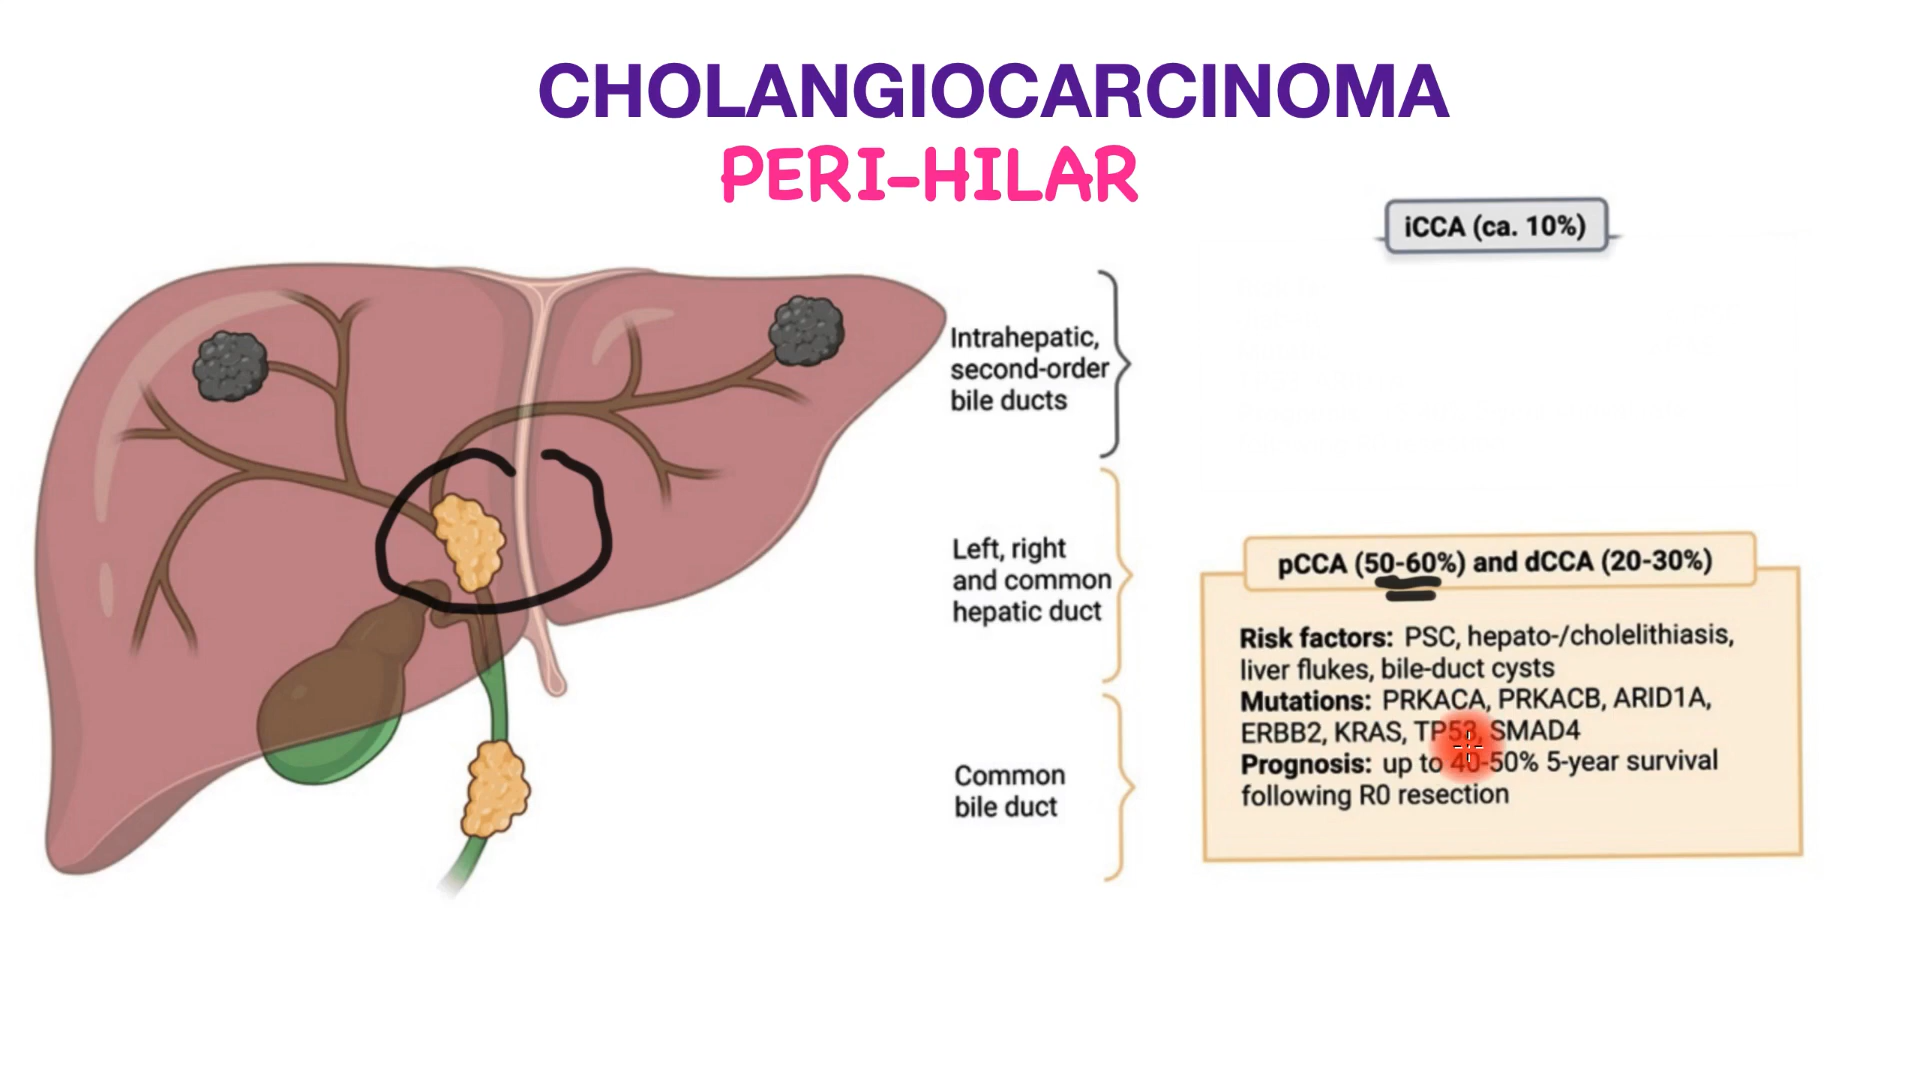 CHOLANGIOCARCINOMA
PERI-HILAR
iCCA (ca. 10%)
Intrahepatic,
second-order
bile ducts
Left, right
and common
hepatic duct
Common
bile duct
pCCA (50-60%) and dCCA (20-30%)
Risk factors: PSC, hepato-/cholelithiasis,
liver flukes, bile-duct cysts
Mutations: PRKACA, PRKACB, ARID1A,
ERBB2, KRAS, TP53, SMAD4
Prognosis: up to 40-50% 5-year survival
following R0 resection